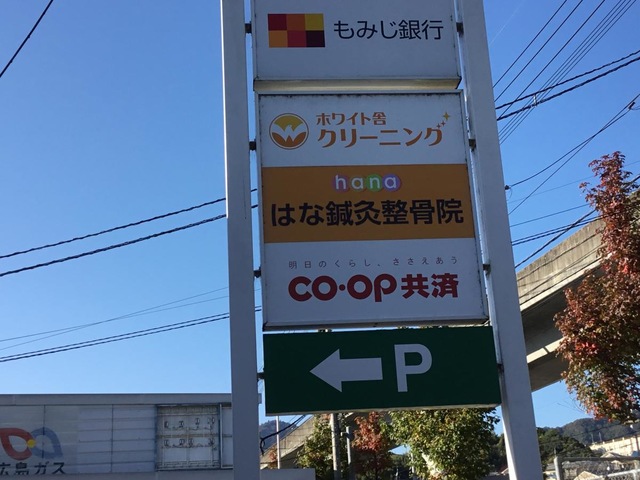 もみじ銀行
ホワイト舎
クリーニング
hana
はな鍼灸整骨院
明日のくらし、ささえあう
CO・OP共済
P
広島ガス